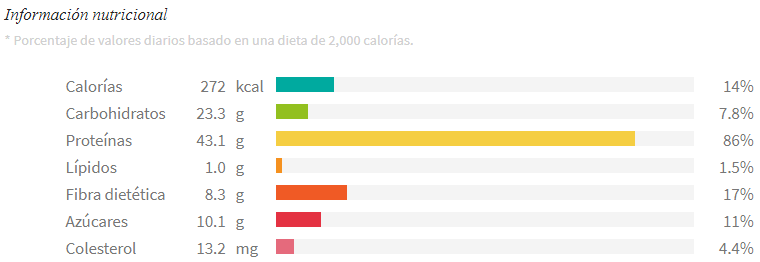 Información nutricional
* Porcentaje de valores diarios basado en una dieta de 2,000 calorías.
Calorías 272 kcal 14%
Carbohidratos 23.3 g 7.8%
Proteínas 43.1 g 86%
Lípidos 1.0 g 1.5%
Fibra dietética 8.3 g 17%
Azúcares 10.1 g 11%
Colesterol 13.2 mg 4.4%